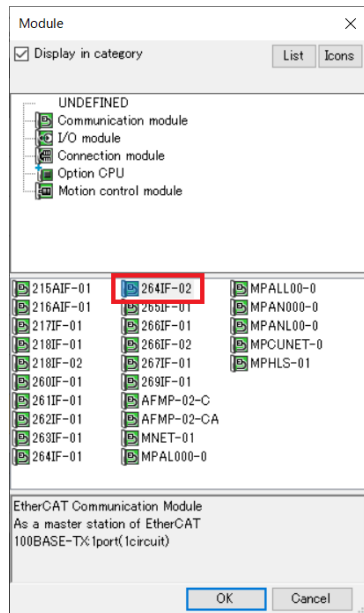 Module
Display in category
List
Icons
UNDEFINED
Communication module
I/O module
Connection module
Option CPU
Motion control module
215AIF-01
216AIF-01
217IF-01
218IF-01
218IF-02
260IF-01
261IF-01
262IF-01
263IF-01
264IF-01
264IF-02
265IF-01
266IF-01
266IF-02
267IF-01
269IF-01
AFMP-02-C
AFMP-02-CA
MNET-01
MPAL000-0
MPALL00-0
MPAN000-0
MPANL00-0
MPCUNET-0
MPHLS-01
EtherCAT Communication Module
As a master station of EtherCAT
100BASE-TX:1port(1circuit)
OK
Cancel